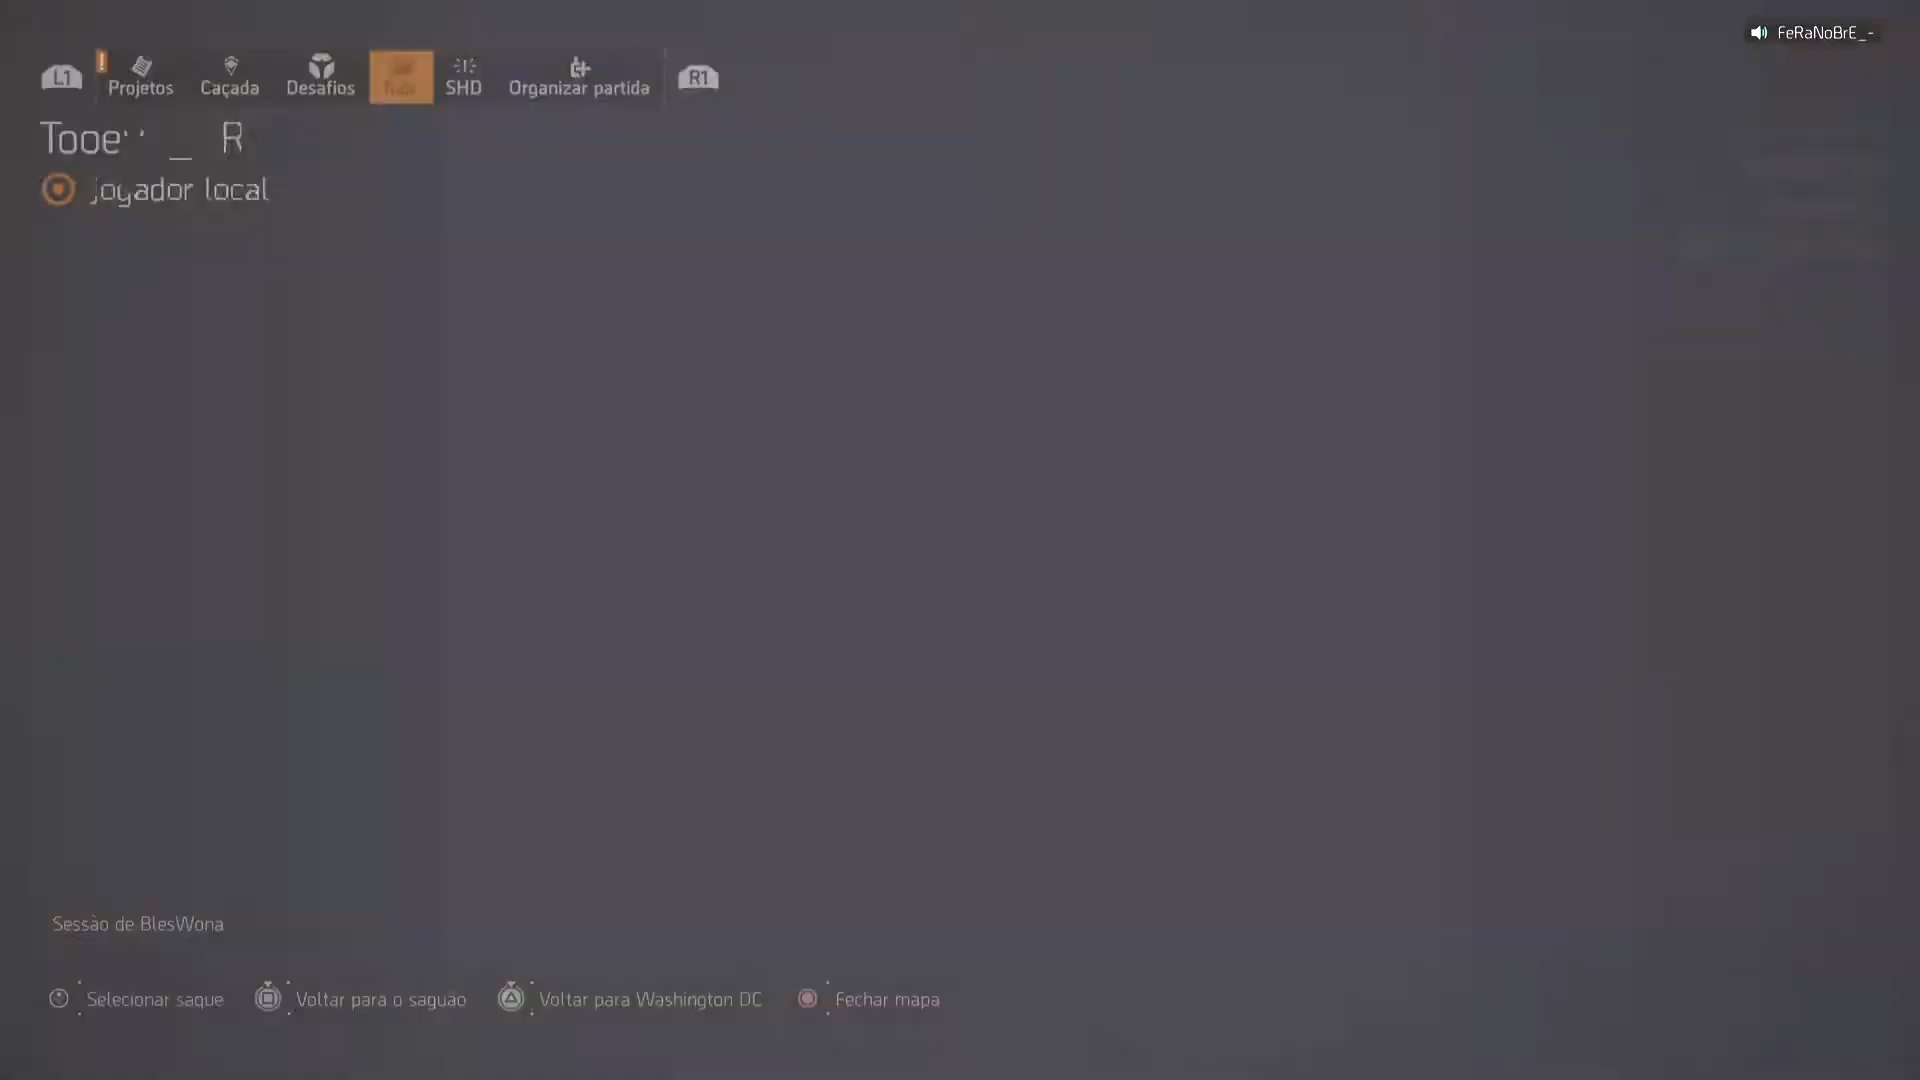 FeRaNoBrE_-
L1 ! Projetos Caçada Desafios SHD Organizar partida R1
Jogador local
Sessão de BlesWona
Selecionar saque Voltar para o saguão Voltar para Washington DC Fechar mapa